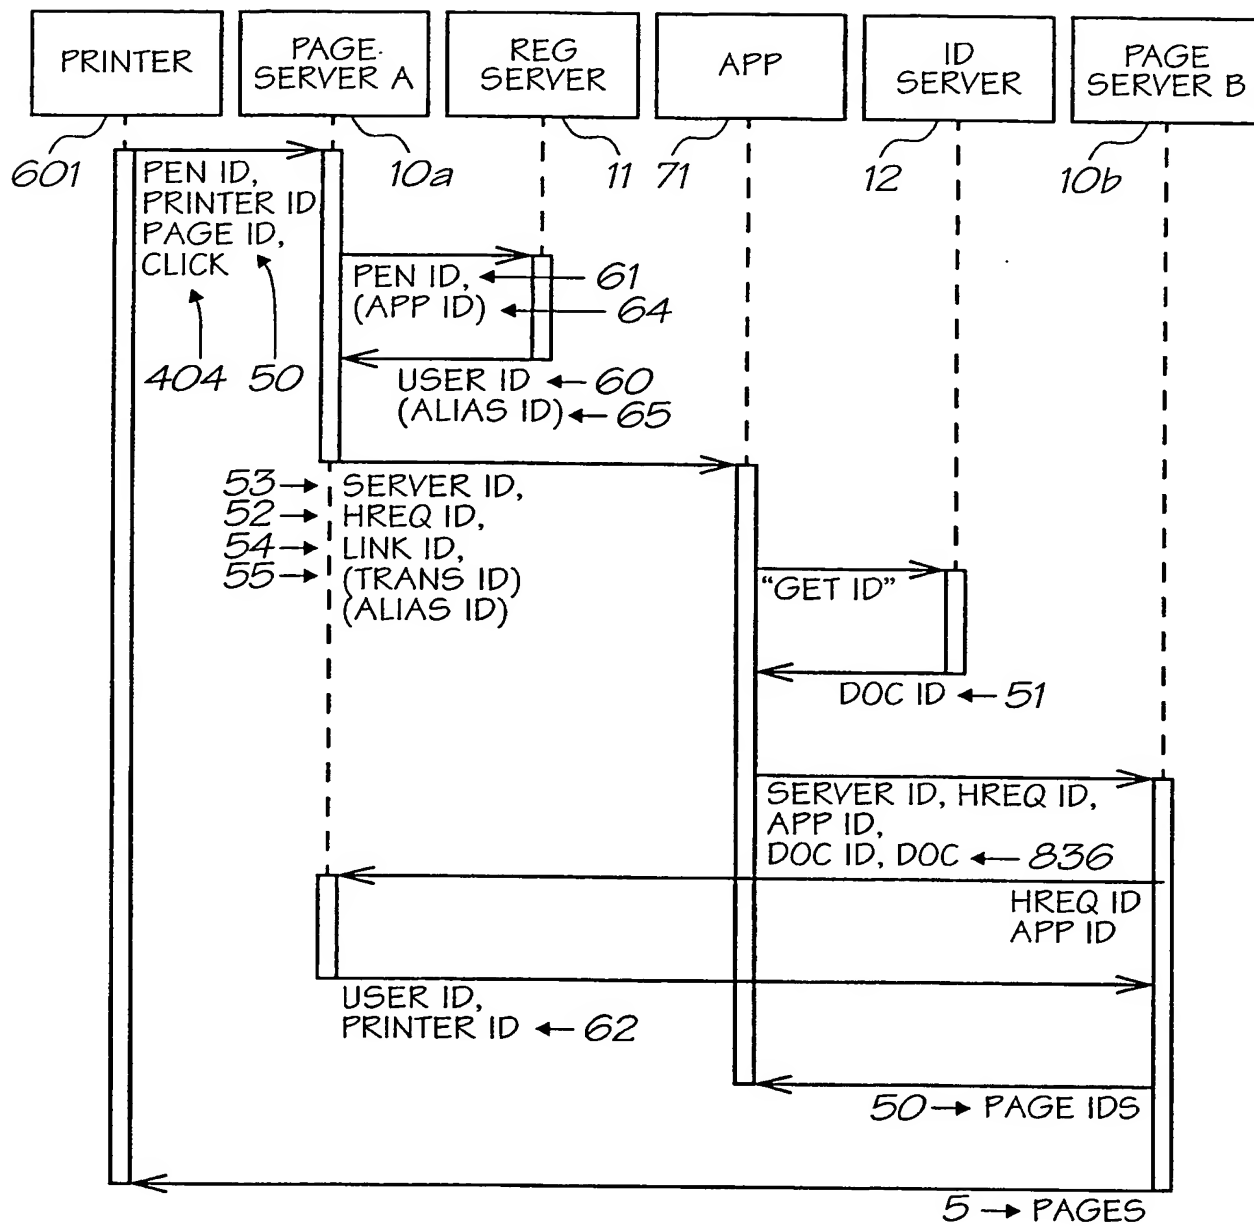 PRINTER
PAGE
SERVER A
REG
SERVER
APP
ID
SERVER
PAGE
SERVER B
601
10a
11
71
12
10b
PEN ID,
PRINTER ID
PAGE ID,
CLICK
404
50
PEN ID,
61
(APP ID)
64
USER ID
60
(ALIAS ID)
65
53
SERVER ID,
52
HREQ ID,
54
LINK ID,
55
(TRANS ID)
(ALIAS ID)
“GET ID”
DOC ID
51
SERVER ID, HREQ ID,
APP ID,
DOC ID, DOC
836
HREQ ID
APP ID
USER ID,
PRINTER ID
62
50
PAGE IDS
5
PAGES